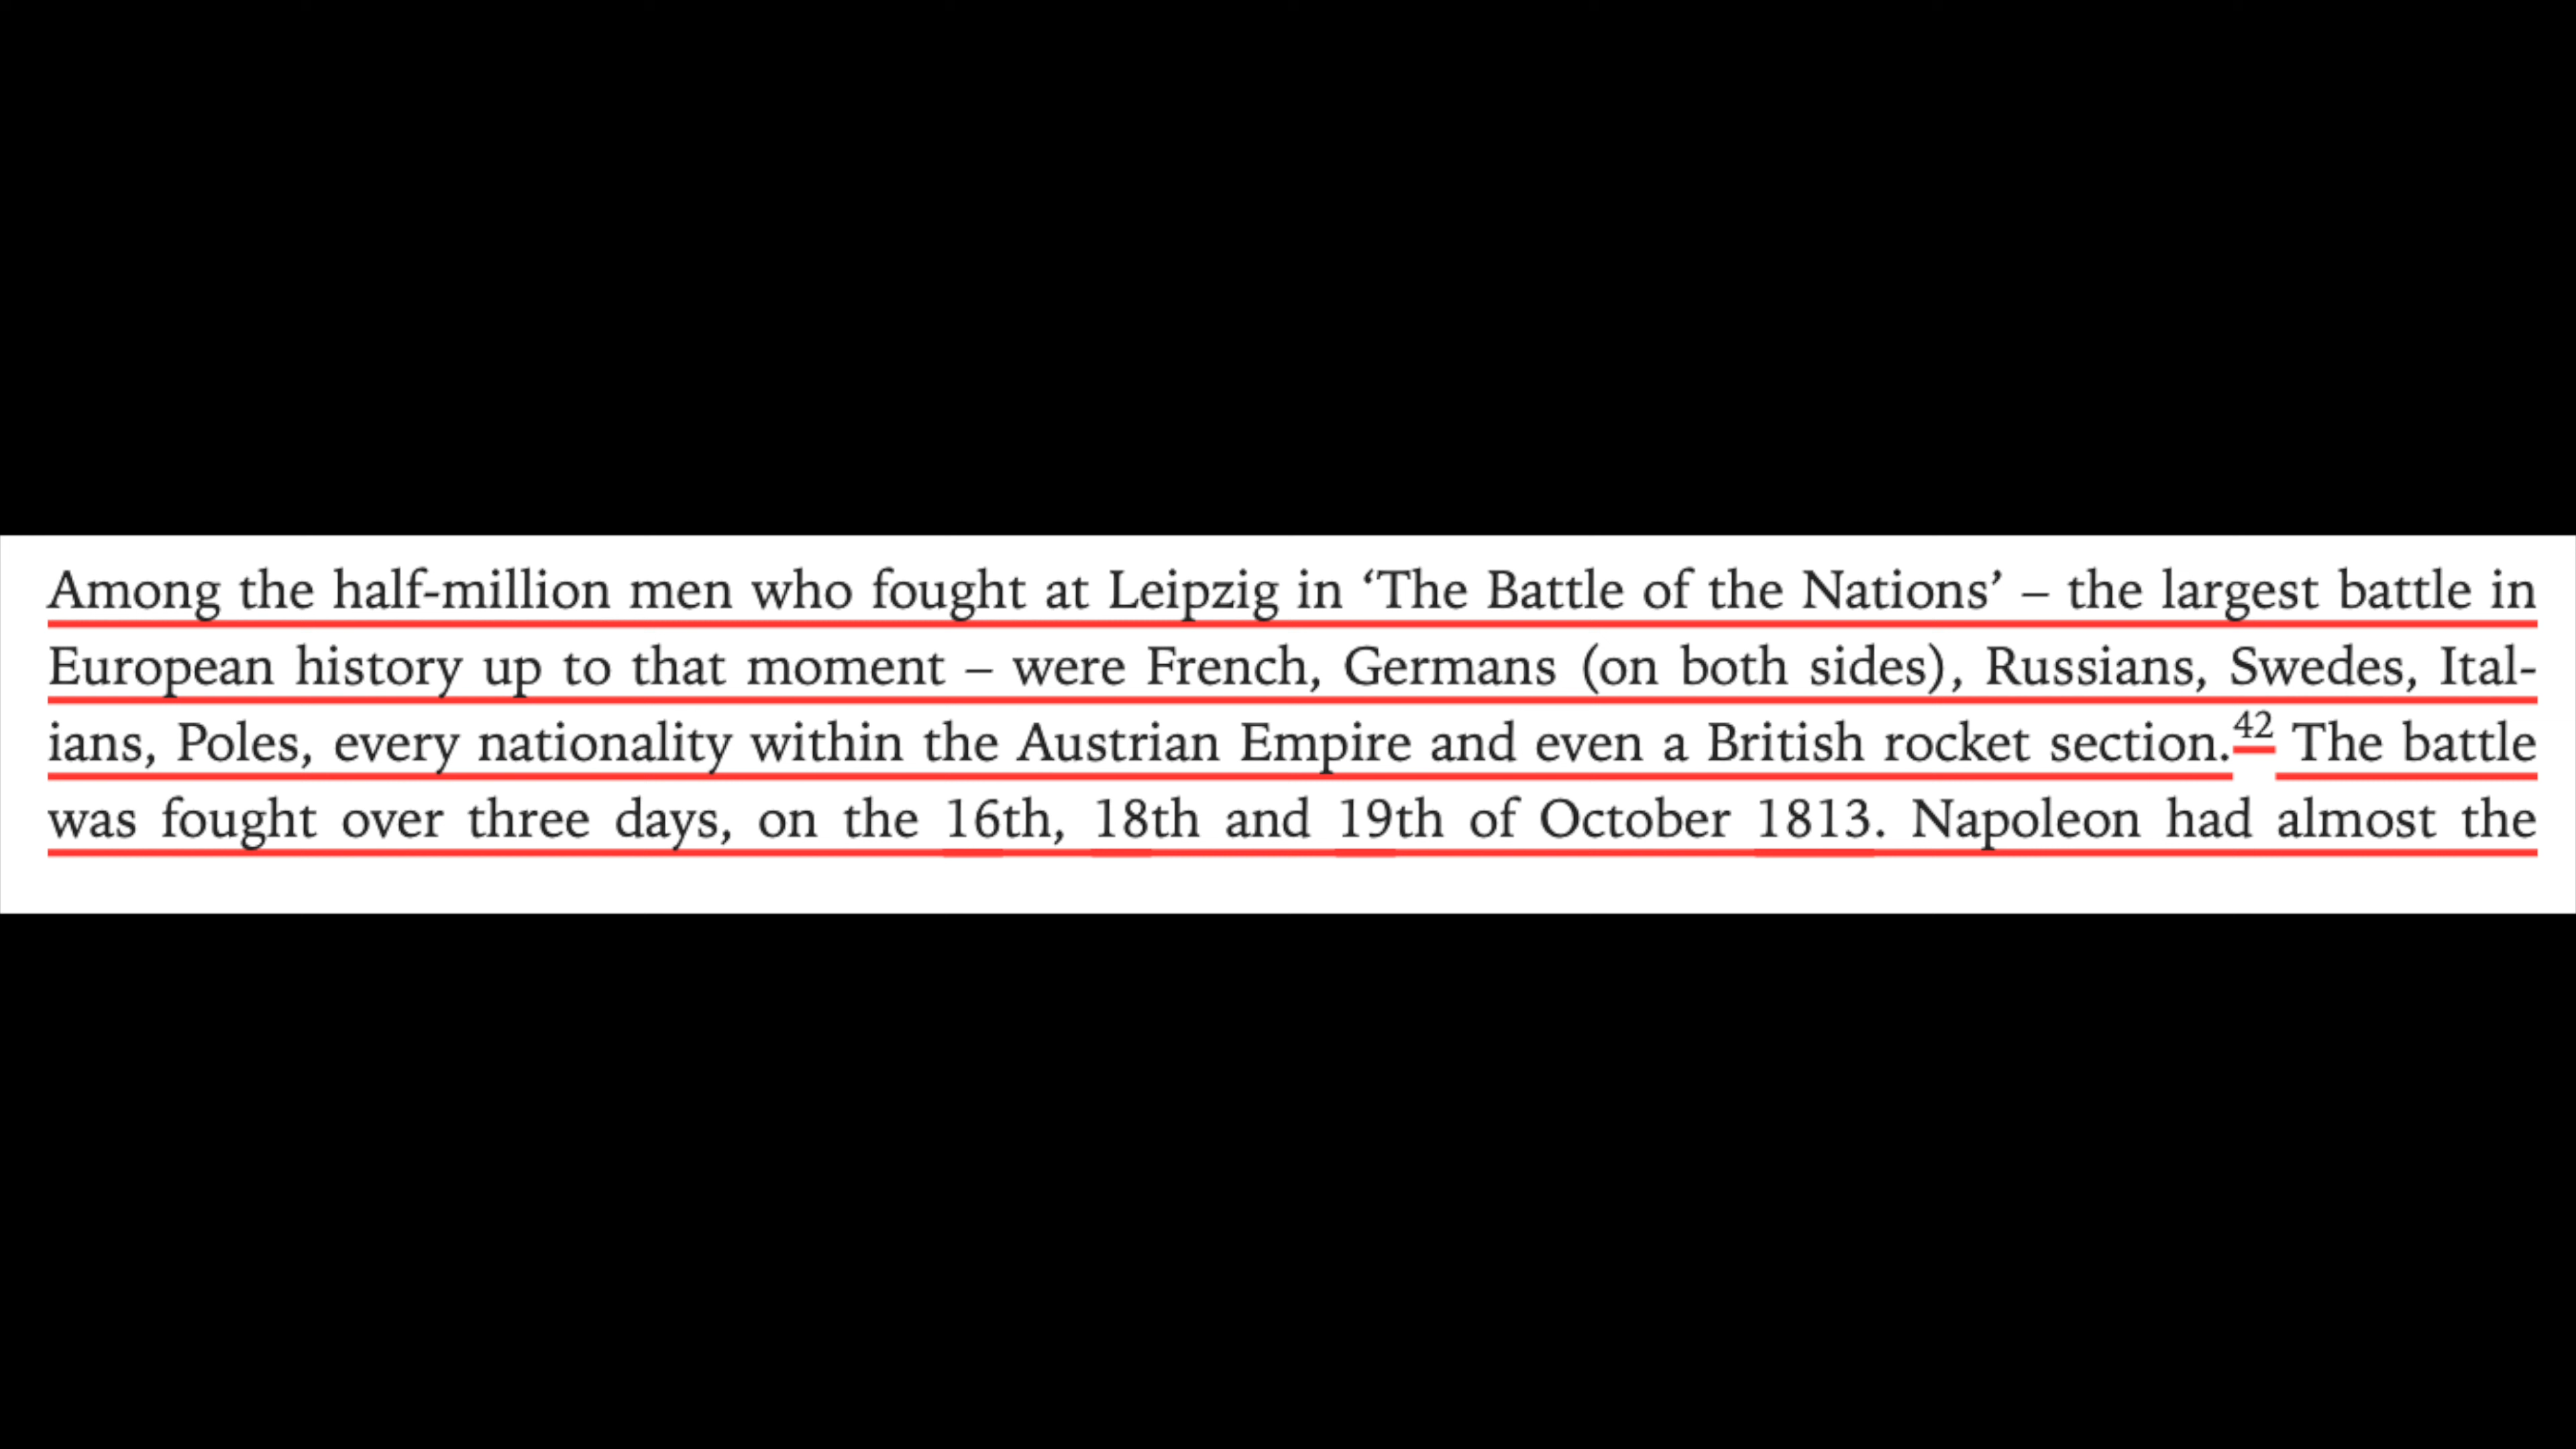 Among the half-million men who fought at Leipzig in ‘The Battle of the Nations’ – the largest battle in
European history up to that moment – were French, Germans (on both sides), Russians, Swedes, Ital-
ians, Poles, every nationality within the Austrian Empire and even a British rocket section.42 The battle
was fought over three days, on the 16th, 18th and 19th of October 1813. Napoleon had almost the